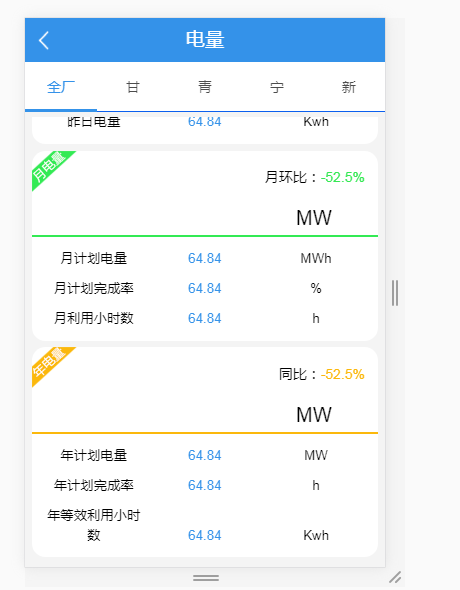 电量
全厂 甘 青 宁 新
昨日电量 64.84 Kwh
月电量
月环比：-52.5%
MW
月计划电量 64.84 MWh
月计划完成率 64.84 %
月利用小时数 64.84 h
年电量
同比：-52.5%
MW
年计划电量 64.84 MW
年计划完成率 64.84 h
年等效利用小时
数 64.84 Kwh